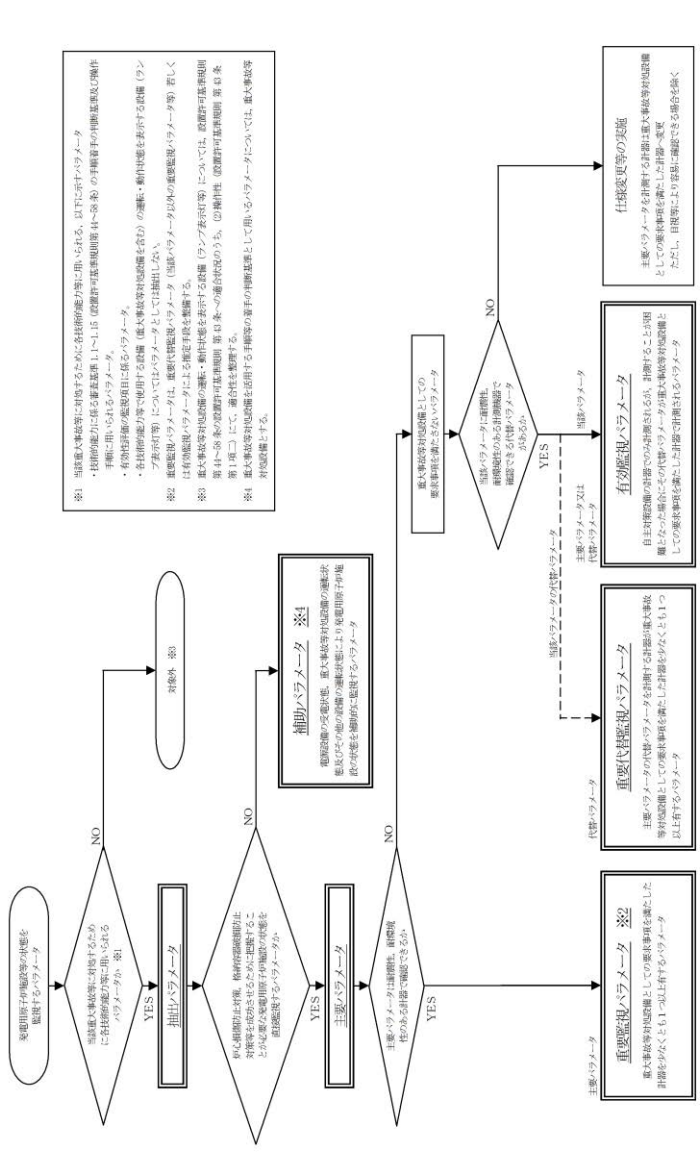 発電用原子炉施設等の状態を
監視するパラメータ
当該重大事故等に対処するため
に各技術的能力等に用いられる
パラメータか ※1
NO
対象外 ※3
YES
抽出パラメータ
炉心損傷防止対策、格納容器破損防止
対策等を成功させるために把握するこ
とが必要な発電用原子炉施設の状態を
直接監視するパラメータか
NO
補助パラメータ ※4
電源設備の受電状態、重大事故等対処設備の運転状
態及びその他の設備の運転状態により発電用原子炉施
設の状態を補助的に監視するパラメータ
YES
主要パラメータ
主要パラメータは耐震性、耐環境
性のある計器で確認できるか
NO
YES
重大事故等対処設備としての
要求事項を満たさないパラメータ
当該パラメータに耐震性、
耐環境性のある計測機器で
確認できる代替パラメータ
があるか
NO
YES
当該パラメータの代替パラメータ
主要パラメータ又は
代替パラメータ
当該パラメータ
主要パラメータ
重要監視パラメータ ※2
重大事故等対処設備としての要求事項を満たした
計器を少なくとも1つ以上有するパラメータ
代替パラメータ
重要代替監視パラメータ
主要パラメータの代替パラメータを計測する計器が重大事故
等対処設備としての要求事項を満たした計器を少なくとも1つ
以上有するパラメータ
有効監視パラメータ
自主対策設備の計器でのみ計測されるが、計測することが困
難となった場合にその代替パラメータが重大事故等対処設備と
しての要求事項を満たした計器で計測されるパラメータ
仕様変更等の実施
主要パラメータを計測する計器は重大事故等対処設備
としての要求事項を満たした計器へ変更
ただし、目視等により容易に確認できる場合を除く
※1 当該重大事故等に対処するために各技術的能力等に用いられる、以下に示すパラメータ
・技術的能力に係る審査基準 1.1~1.15（設置許可基準規則第 44~58 条）の手順着手の判断基準及び操作
手順に用いられるパラメータ。
・有効性評価の監視項目に係るパラメータ。
・各技術的能力等で使用する設備（重大事故等対処設備を含む）の運転・動作状態を表示する設備（ラン
プ表示灯等）についてはパラメータとしては抽出しない。
※2 重要監視パラメータは、重要代替監視パラメータ（当該パラメータ以外の重要監視パラメータ等）若しく
は有効監視パラメータによる推定手段を整備する。
※3 重大事故等対処設備の運転・動作状態を表示する設備（ランプ表示灯等）については、設置許可基準規則
第 44~58 条の設置許可基準規則 第 43 条への適合状況のうち、(2)操作性（設置許可基準規則 第 43 条
第 1 項二）にて、適合性を整理する。
※4 重大事故等対処設備を活用する手順等の着手の判断基準として用いるパラメータについては、重大事故等
対処設備とする。